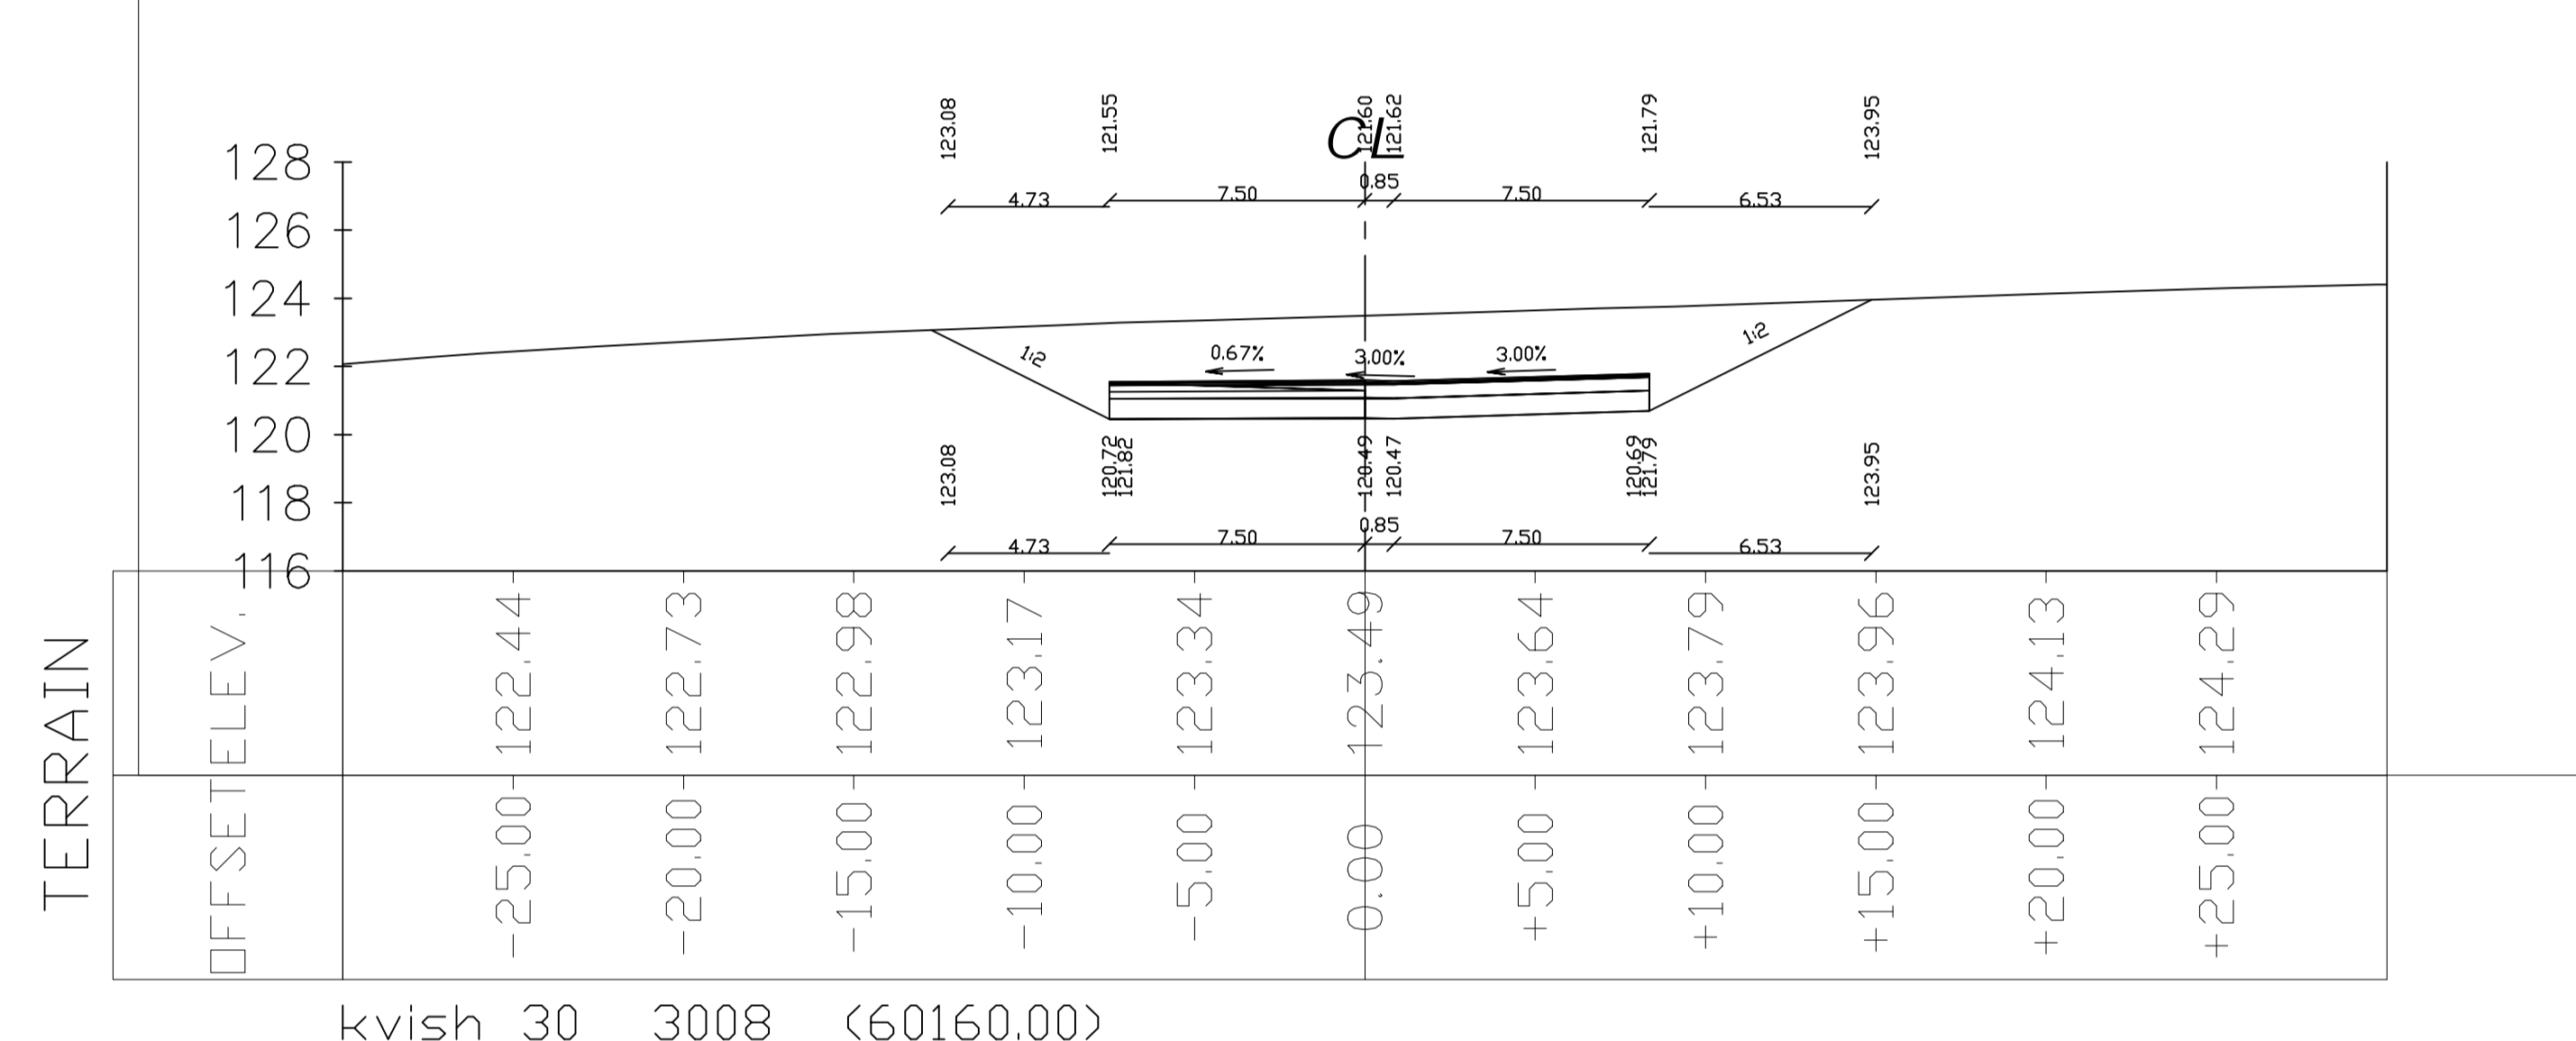 123.08 121.55 121.60 121.62 121.79 123.95
CL
4.73 7.50 0.85 7.50 6.53
128
126
124
122
120
118
116
1:2 0.67% 3.00% 3.00% 1:2
123.08 120.72 121.82 120.49 120.47 120.69 121.79 123.95
4.73 7.50 0.85 7.50 6.53
TERRAIN
ELEV. 122.44 122.73 122.98 123.17 123.34 123.49 123.64 123.79 123.96 124.13 124.29
OFFSET -25.00 -20.00 -15.00 -10.00 -5.00 0.00 +5.00 +10.00 +15.00 +20.00 +25.00
kvish 30 3008 (60160.00)